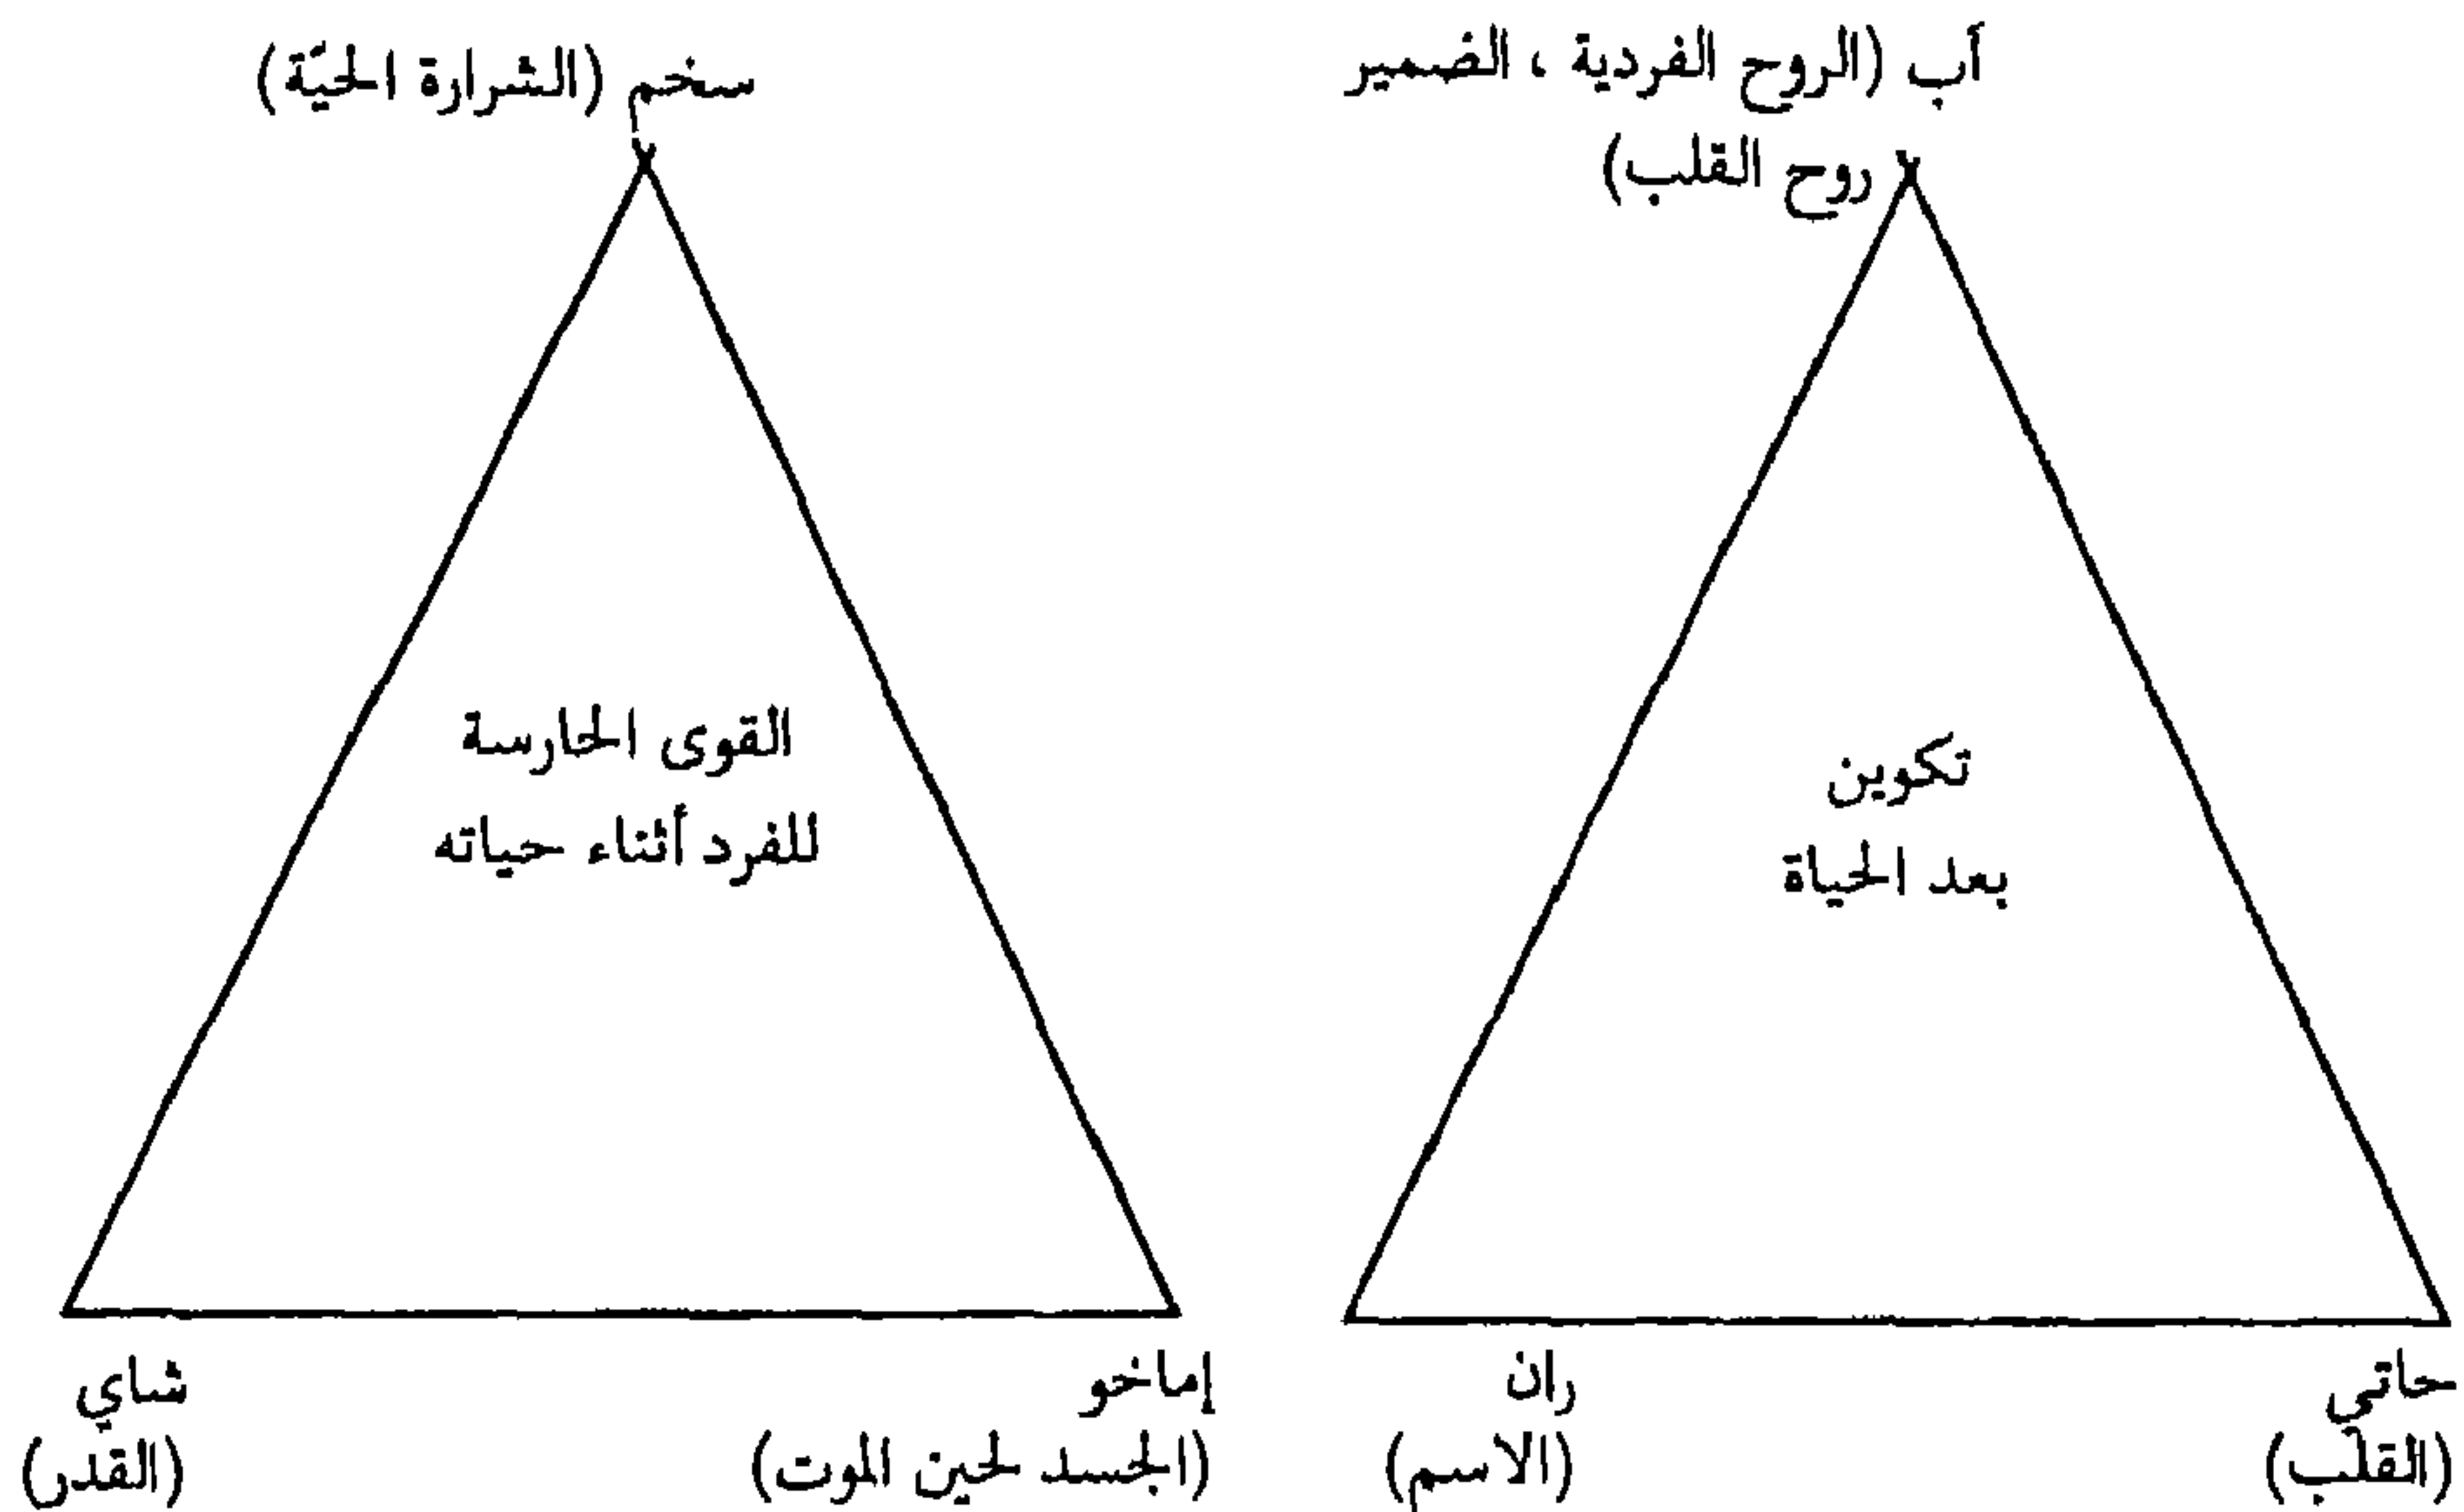 أب (الروح الفردية ، الضمير
روح القلب)
سخم (الشرارة الحيّة)
تكوين
بعد الحياة
القوى الحارسة
للفرد أثناء حياته
حاتي
(القلب)
ران
(الاسم)
إماخو
(الجسد لحين الموت)
شاي
(القدر)